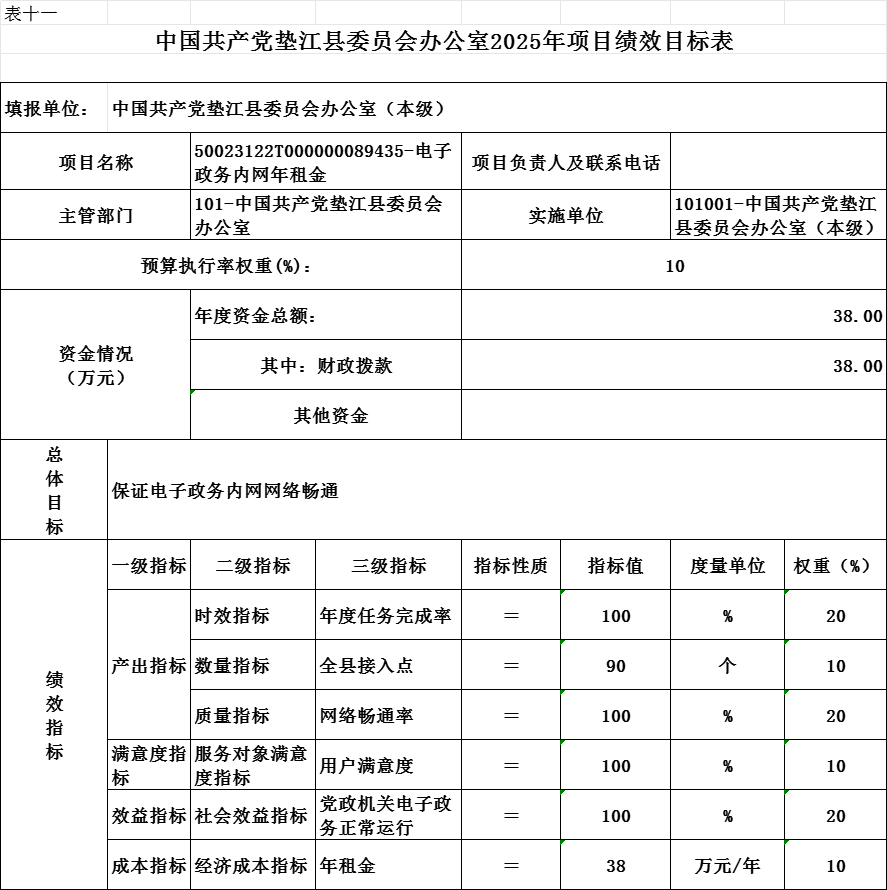 表十一
中国共产党垫江县委员会办公室2025年项目绩效目标表
填报单位： 中国共产党垫江县委员会办公室（本级）
项目名称 50023122T000000089435-电子政务内网年租金 项目负责人及联系电话
主管部门 101-中国共产党垫江县委员会办公室 实施单位 101001-中国共产党垫江县委员会办公室（本级）
预算执行率权重(%)： 10
资金情况（万元） 年度资金总额： 38.00
其中：财政拨款 38.00
其他资金
总体目标 保证电子政务内网网络畅通
绩效指标 一级指标 二级指标 三级指标 指标性质 指标值 度量单位 权重（%）
产出指标 时效指标 年度任务完成率 ＝ 100 % 20
数量指标 全县接入点 ＝ 90 个 10
质量指标 网络畅通率 ＝ 100 % 20
满意度指标 服务对象满意度指标 用户满意度 ＝ 100 % 10
效益指标 社会效益指标 党政机关电子政务正常运行 ＝ 100 % 20
成本指标 经济成本指标 年租金 ＝ 38 万元/年 10